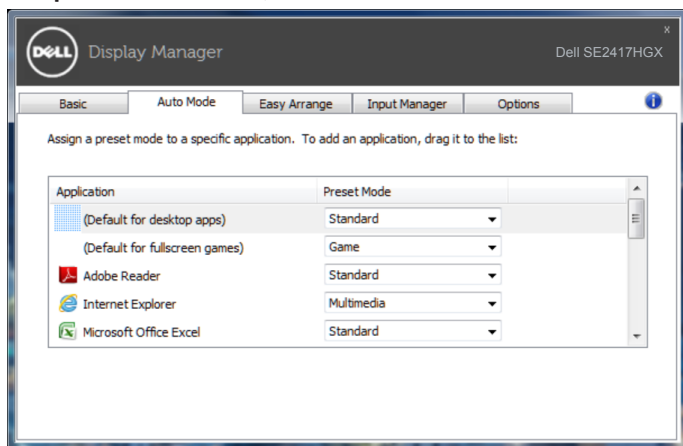 x
DELL Display Manager Dell SE2417HGX
Basic Auto Mode Easy Arrange Input Manager Options i
Assign a preset mode to a specific application. To add an application, drag it to the list:
Application Preset Mode
(Default for desktop apps) Standard
(Default for fullscreen games) Game
Adobe Reader Standard
Internet Explorer Multimedia
Microsoft Office Excel Standard